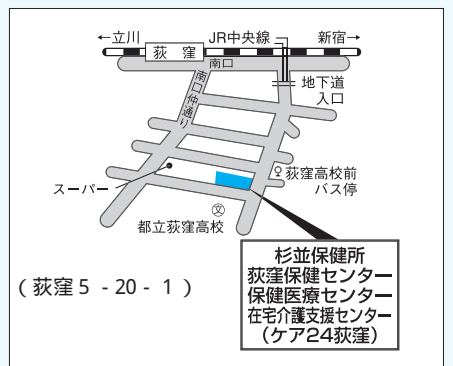 ←立川 JR中央線 新宿→
荻窪
南口
地下道
入口
南口仲通り
荻窪高校前
バス停
スーパー
文
都立荻窪高校
杉並保健所
荻窪保健センター
保健医療センター
在宅介護支援センター
（ケア24荻窪）
（荻窪5-20-1）